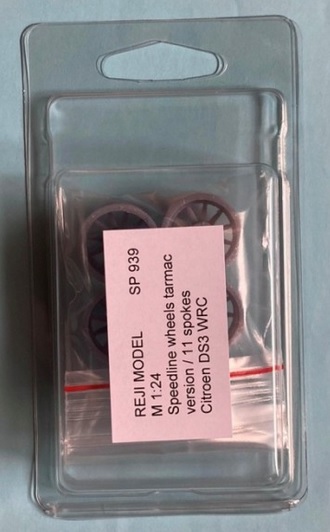 REJI MODEL SP 939
M 1:24
Speedline wheels tarmac
version / 11 spokes
Citroen DS3 WRC